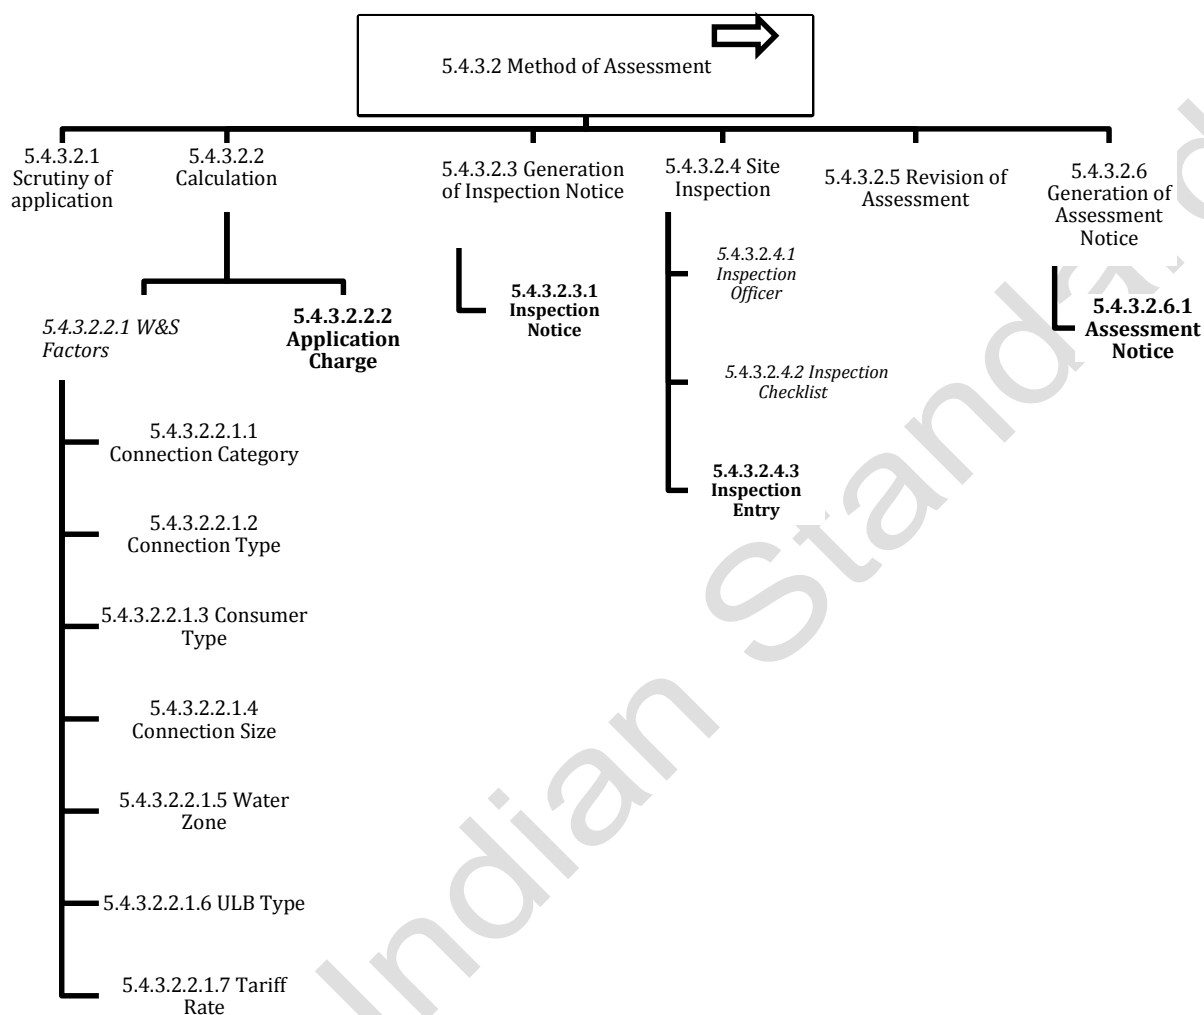 5.4.3.2 Method of Assessment
5.4.3.2.1
Scrutiny of
application
5.4.3.2.2
Calculation
5.4.3.2.3 Generation
of Inspection Notice
5.4.3.2.4 Site
Inspection
5.4.3.2.5 Revision of
Assessment
5.4.3.2.6
Generation of
Assessment
Notice
5.4.3.2.2.1 W&S
Factors
5.4.3.2.2.2
Application
Charge
5.4.3.2.3.1
Inspection
Notice
5.4.3.2.4.1
Inspection
Officer
5.4.3.2.4.2 Inspection
Checklist
5.4.3.2.4.3
Inspection
Entry
5.4.3.2.6.1
Assessment
Notice
5.4.3.2.2.1.1
Connection Category
5.4.3.2.2.1.2
Connection Type
5.4.3.2.2.1.3 Consumer
Type
5.4.3.2.2.1.4
Connection Size
5.4.3.2.2.1.5 Water
Zone
5.4.3.2.2.1.6 ULB Type
5.4.3.2.2.1.7 Tariff
Rate
Indian